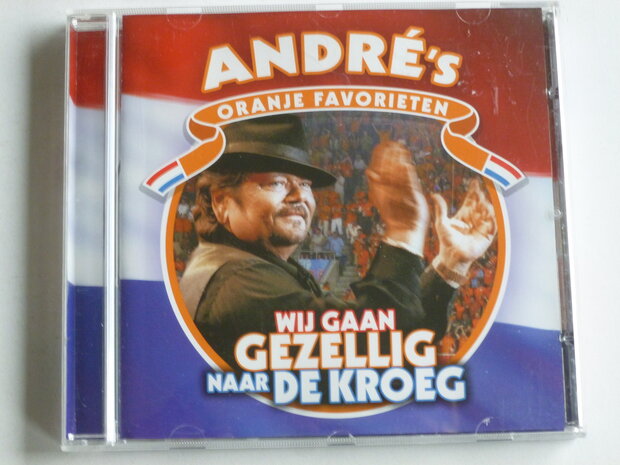 ANDRÉ's
ORANJE FAVORIETEN
WIJ GAAN
GEZELLIG
NAAR DE KROEG